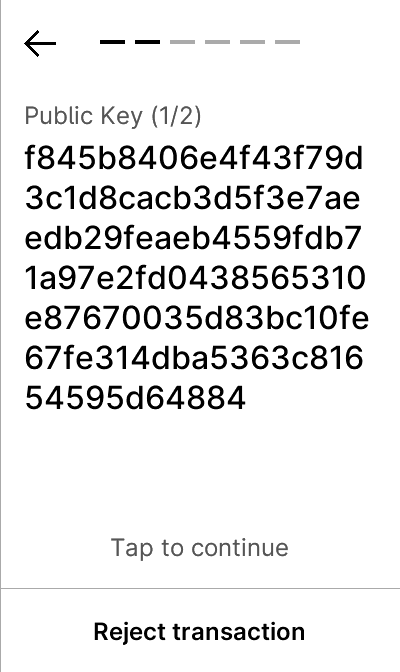 Public Key (1/2)
f845b8406e4f43f79d
3c1d8cacb3d5f3e7ae
edb29feaeb4559fdb7
1a97e2fd0438565310
e87670035d83bc10fe
67fe314dba5363c816
54595d64884
Tap to continue
Reject transaction